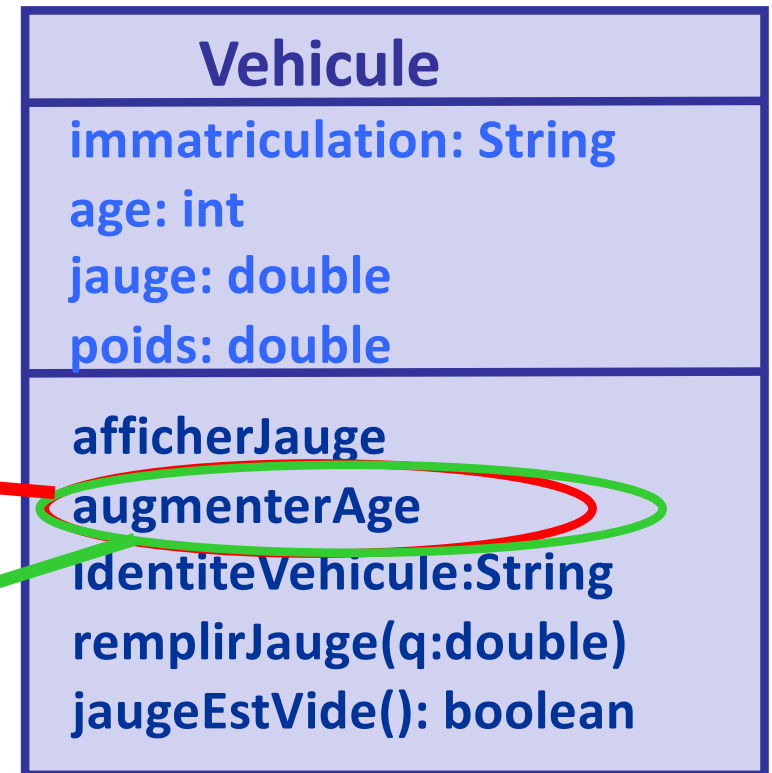 Vehicule
immatriculation: String
age: int
jauge: double
poids: double
afficherJauge
augmenterAge
identiteVehicule:String
remplirJauge(q:double)
jaugeEstVide(): boolean